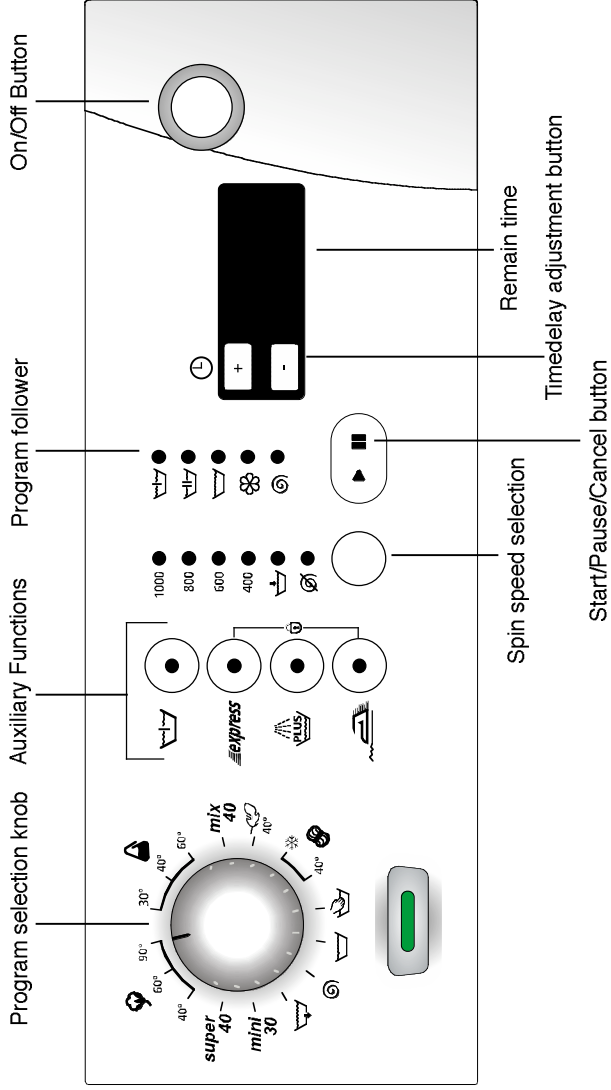 Program selection knob
Auxiliary Functions
Program follower
On/Off Button
30°
40°
60°
mix
40
40°
40°
90°
60°
40°
super
40
mini
30
express
PLUS
1000
800
600
400
+
-
Remain time
Timedelay adjustment button
Start/Pause/Cancel button
Spin speed selection